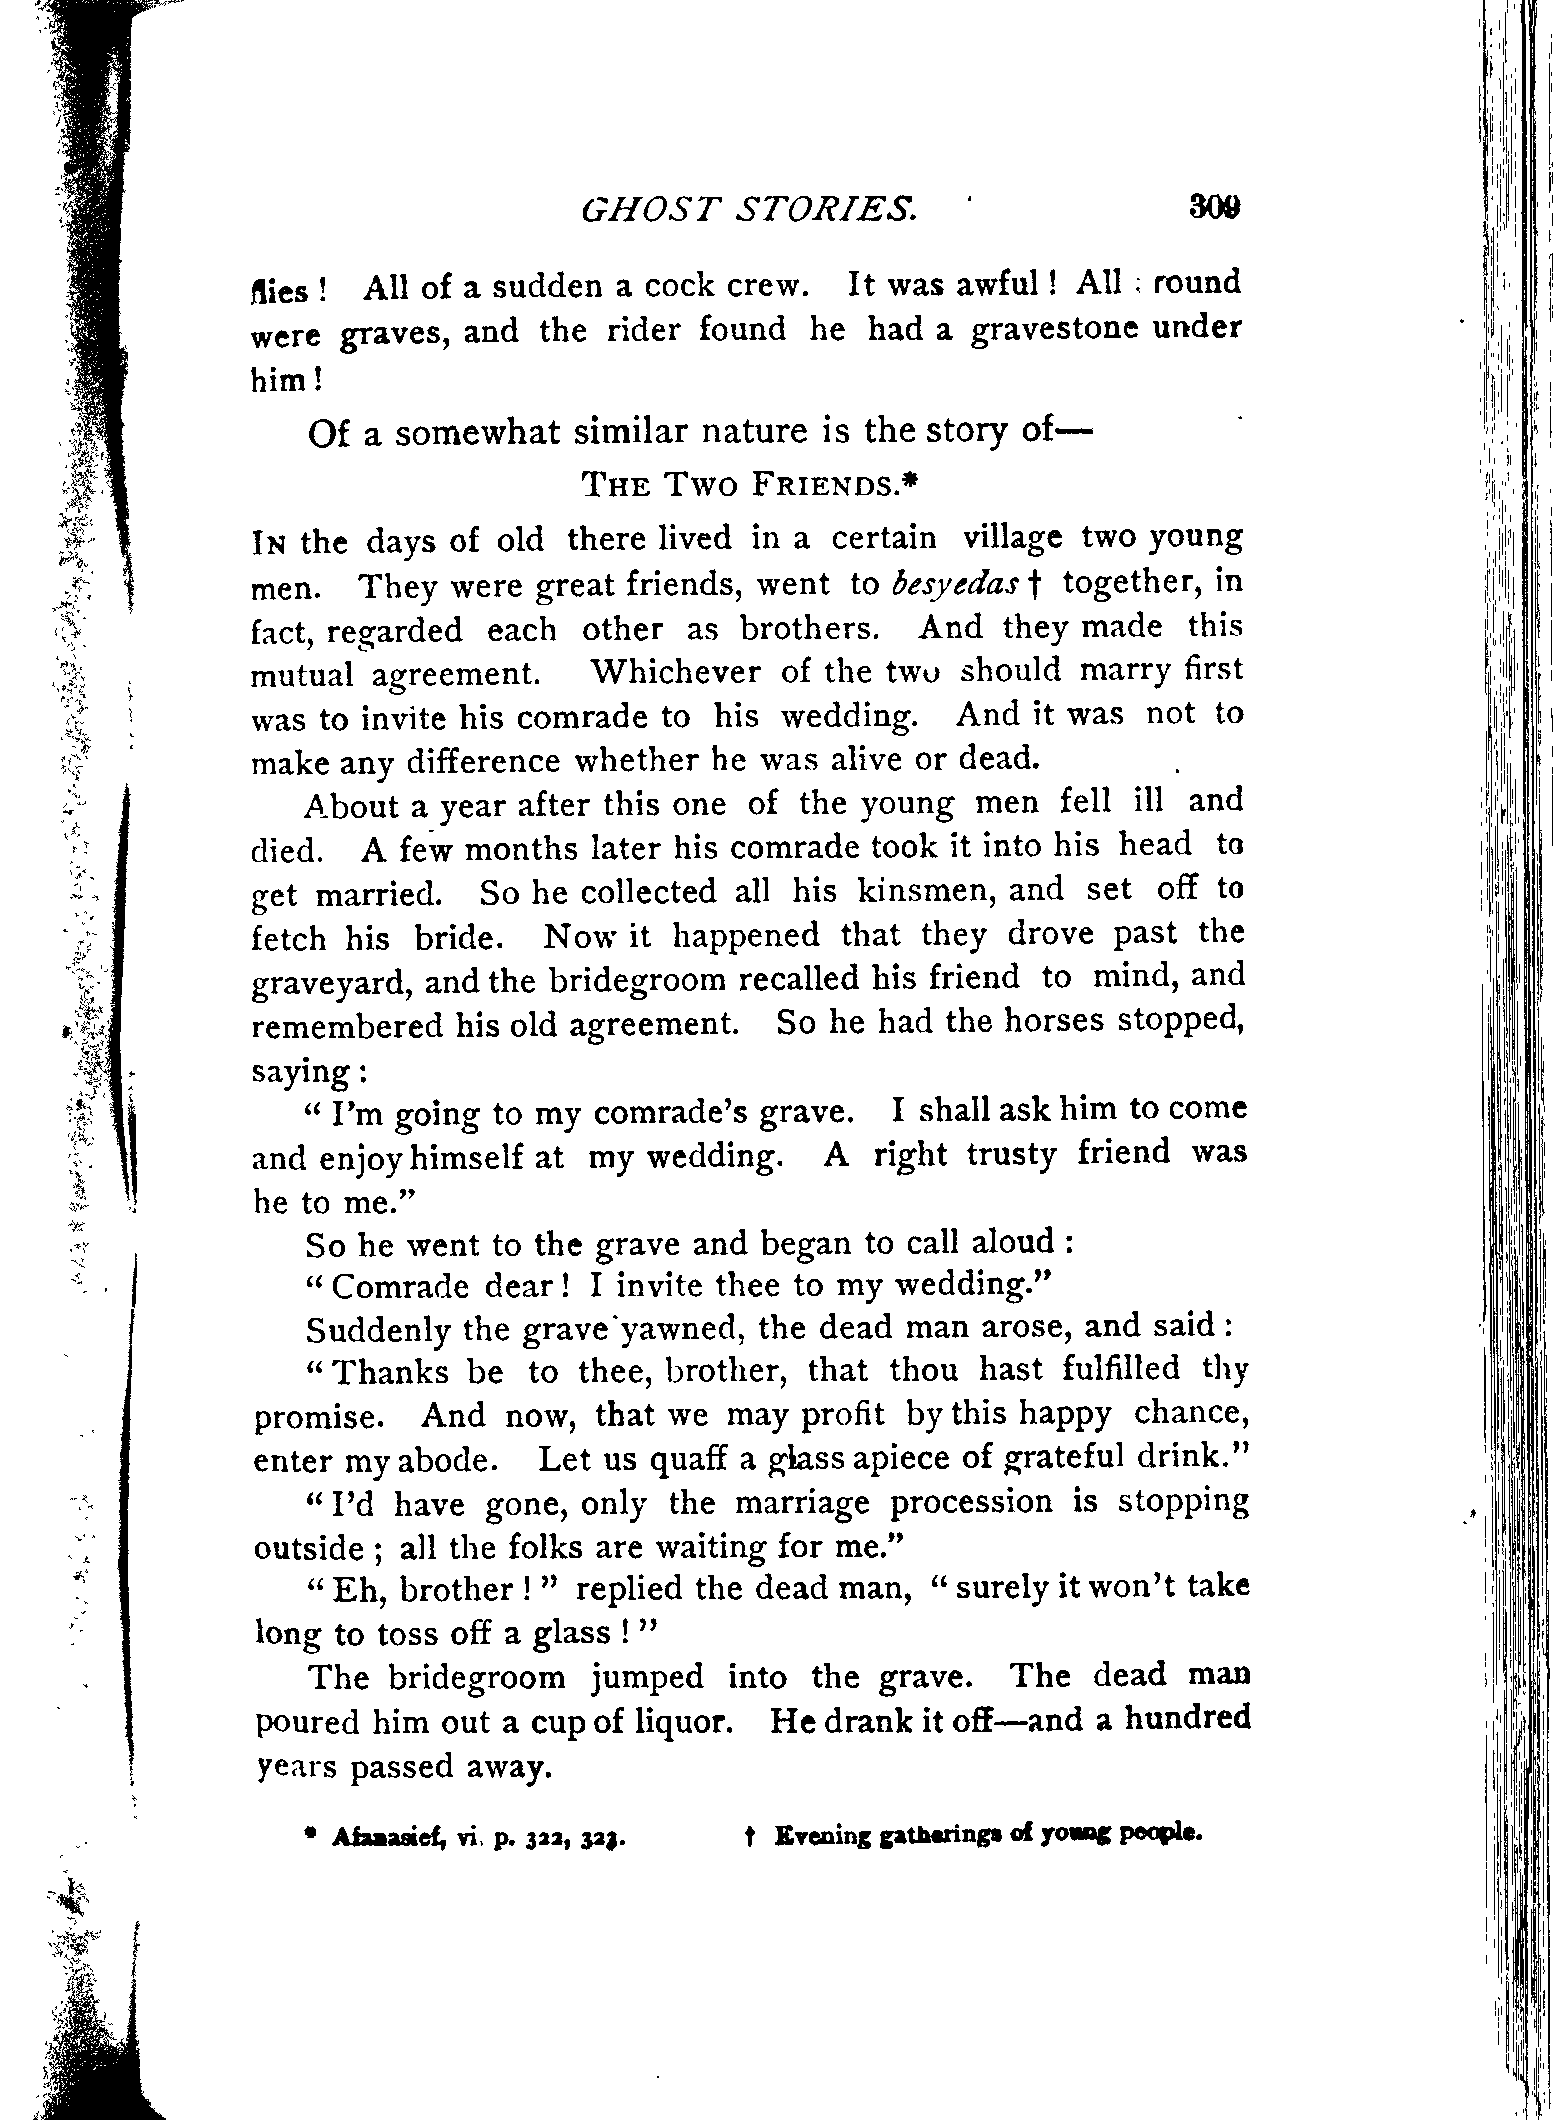 GHOST STORIES. 309
flies! All of a sudden a cock crew. It was awful! All round
were graves, and the rider found he had a gravestone under
him!
Of a somewhat similar nature is the story of—
THE TWO FRIENDS.*
IN the days of old there lived in a certain village two young
men. They were great friends, went to besyedas † together, in
fact, regarded each other as brothers. And they made this
mutual agreement. Whichever of the two should marry first
was to invite his comrade to his wedding. And it was not to
make any difference whether he was alive or dead.
About a year after this one of the young men fell ill and
died. A few months later his comrade took it into his head to
get married. So he collected all his kinsmen, and set off to
fetch his bride. Now it happened that they drove past the
graveyard, and the bridegroom recalled his friend to mind, and
remembered his old agreement. So he had the horses stopped,
saying:
"I'm going to my comrade's grave. I shall ask him to come
and enjoy himself at my wedding. A right trusty friend was
he to me."
So he went to the grave and began to call aloud:
"Comrade dear! I invite thee to my wedding."
Suddenly the grave yawned, the dead man arose, and said:
"Thanks be to thee, brother, that thou hast fulfilled thy
promise. And now, that we may profit by this happy chance,
enter my abode. Let us quaff a glass apiece of grateful drink."
"I'd have gone, only the marriage procession is stopping
outside; all the folks are waiting for me."
"Eh, brother!" replied the dead man, "surely it won't take
long to toss off a glass!"
The bridegroom jumped into the grave. The dead man
poured him out a cup of liquor. He drank it off—and a hundred
years passed away.
* Afanasief, vi. p. 322, 323. † Evening gatherings of young people.